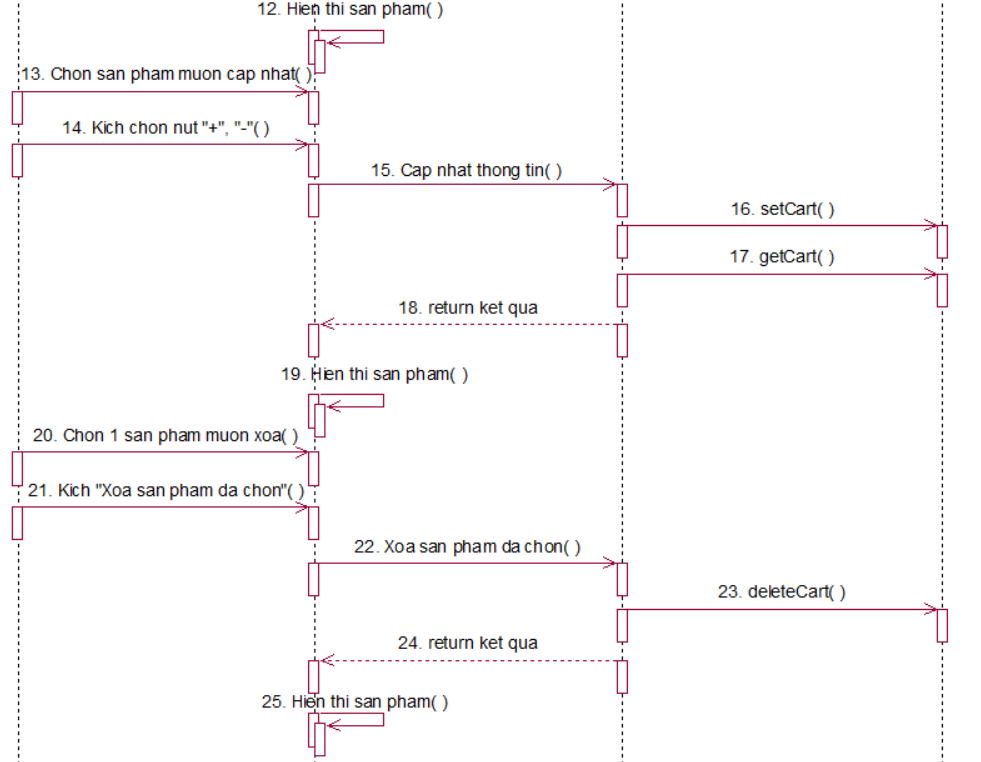 12. Hien thi san pham( )
13. Chon san pham muon cap nhat( )
14. Kich chon nut "+", "-"( )
15. Cap nhat thong tin( )
16. setCart( )
17. getCart( )
18. return ket qua
19. Hien thi san pham( )
20. Chon 1 san pham muon xoa( )
21. Kich "Xoa san pham da chon"( )
22. Xoa san pham da chon( )
23. deleteCart( )
24. return ket qua
25. Hien thi san pham( )